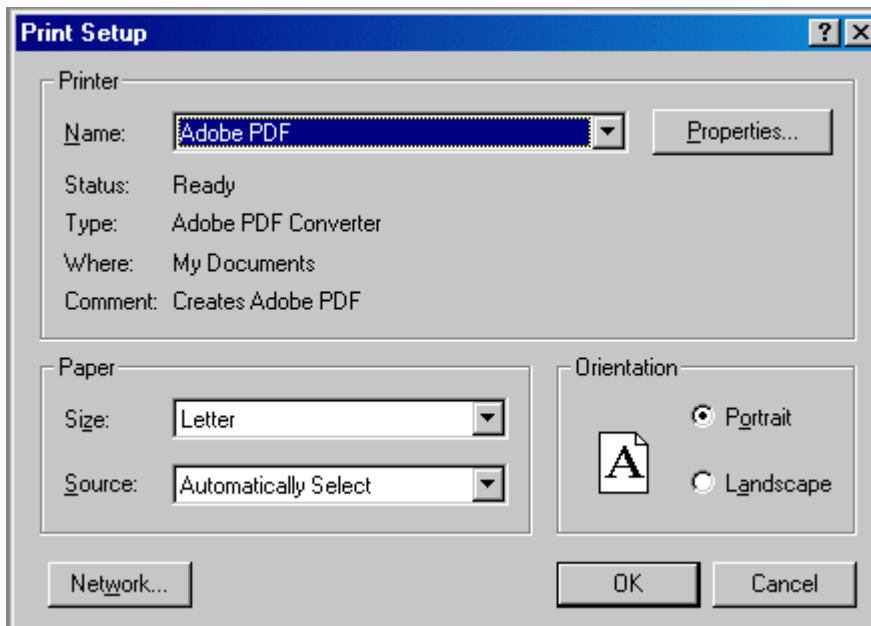 Print Setup
Printer
Name: Adobe PDF Properties...
Status: Ready
Type: Adobe PDF Converter
Where: My Documents
Comment: Creates Adobe PDF
Paper
Size: Letter
Source: Automatically Select
Orientation
A
Portrait
Landscape
Network... OK Cancel